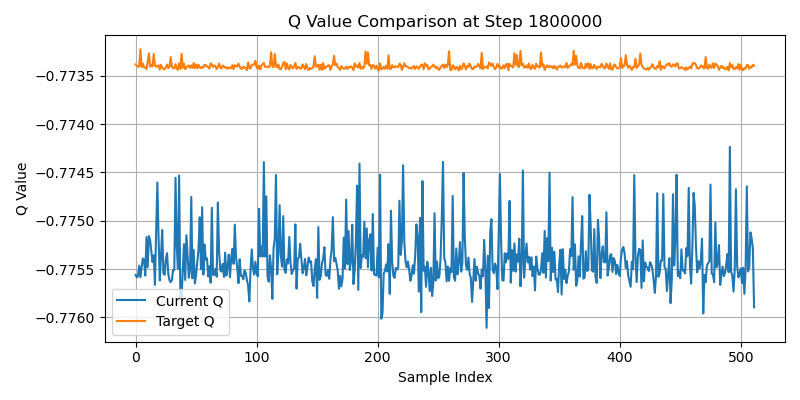 Q Value Comparison at Step 1800000
Q Value
−0.7735
−0.7740
−0.7745
−0.7750
−0.7755
−0.7760
Current Q
Target Q
0 100 200 300 400 500
Sample Index